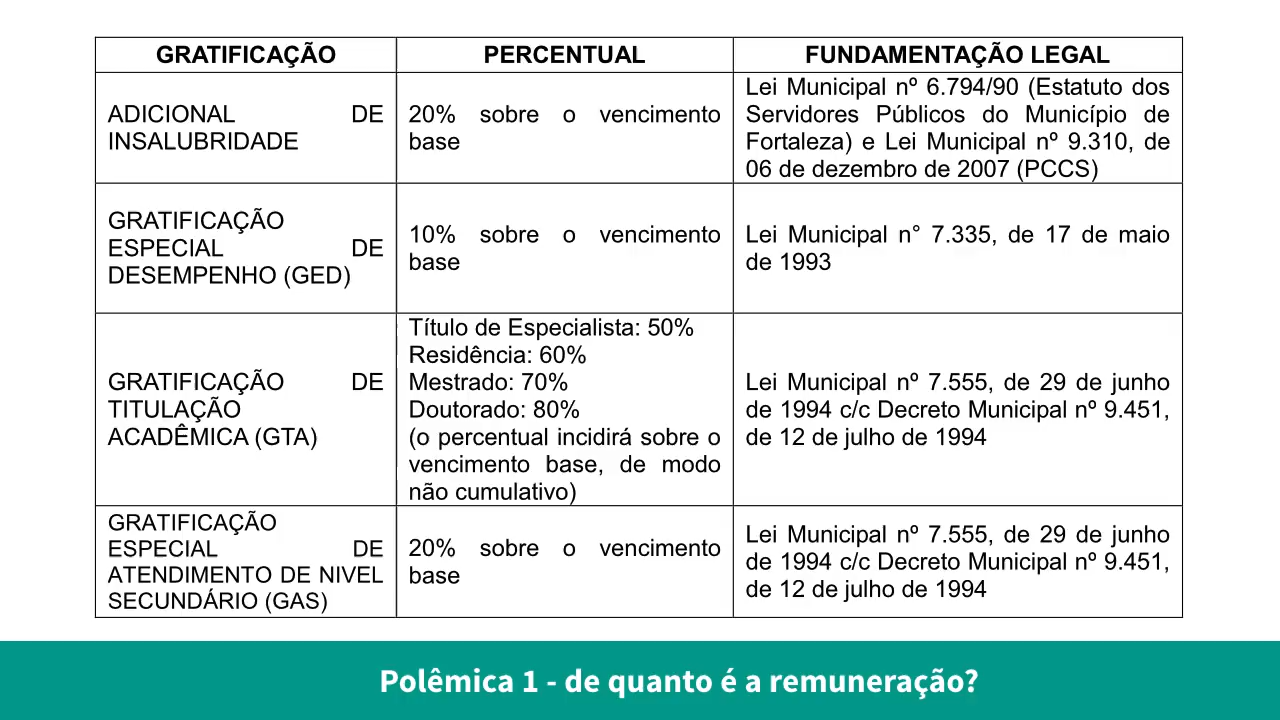 GRATIFICAÇÃO
PERCENTUAL
FUNDAMENTAÇÃO LEGAL
ADICIONAL DE
INSALUBRIDADE
20% sobre o vencimento
base
Lei Municipal nº 6.794/90 (Estatuto dos
Servidores Públicos do Município de
Fortaleza) e Lei Municipal nº 9.310, de
06 de dezembro de 2007 (PCCS)
GRATIFICAÇÃO
ESPECIAL DE
DESEMPENHO (GED)
10% sobre o vencimento
base
Lei Municipal n° 7.335, de 17 de maio
de 1993
GRATIFICAÇÃO DE
TITULAÇÃO
ACADÊMICA (GTA)
Título de Especialista: 50%
Residência: 60%
Mestrado: 70%
Doutorado: 80%
(o percentual incidirá sobre o
vencimento base, de modo
não cumulativo)
Lei Municipal nº 7.555, de 29 de junho
de 1994 c/c Decreto Municipal nº 9.451,
de 12 de julho de 1994
GRATIFICAÇÃO
ESPECIAL DE
ATENDIMENTO DE NIVEL
SECUNDÁRIO (GAS)
20% sobre o vencimento
base
Lei Municipal nº 7.555, de 29 de junho
de 1994 c/c Decreto Municipal nº 9.451,
de 12 de julho de 1994
Polêmica 1 - de quanto é a remuneração?